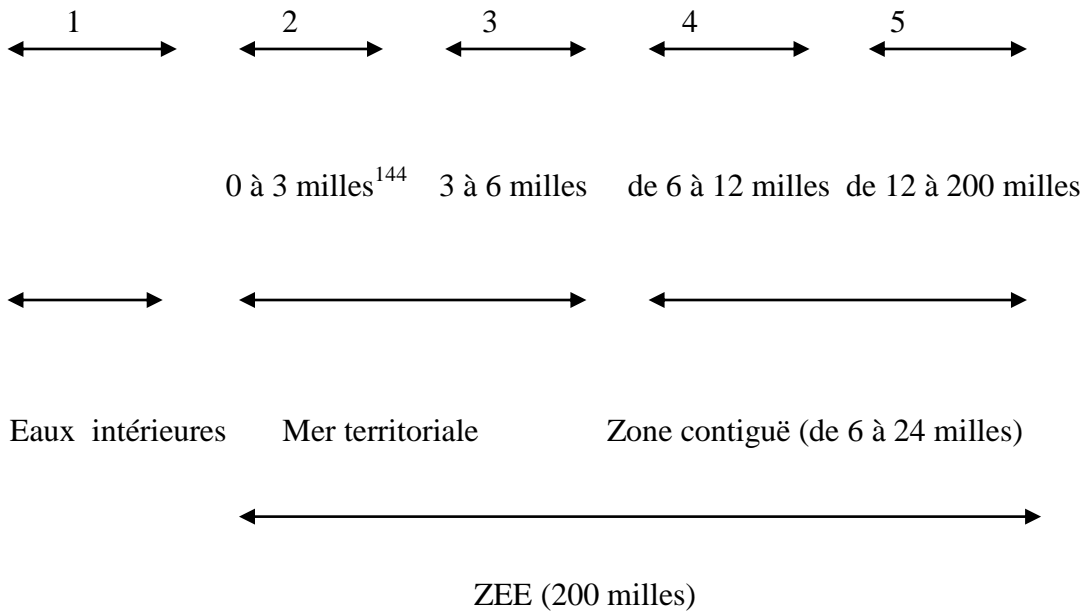 1 2 3 4 5
0 à 3 milles144 3 à 6 milles de 6 à 12 milles de 12 à 200 milles
Eaux intérieures Mer territoriale Zone contiguë (de 6 à 24 milles)
ZEE (200 milles)